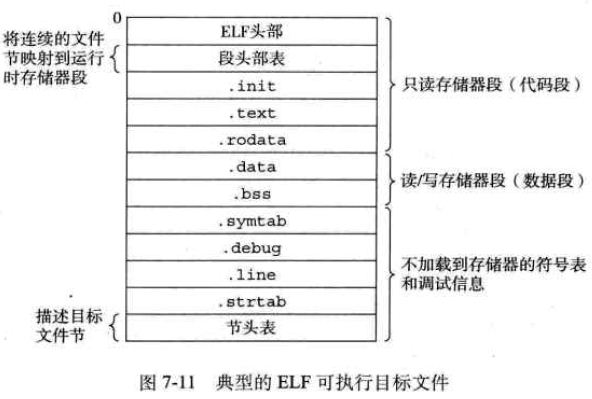 0
将连续的文件
节映射到运行
时存储器段
ELF头部
段头部表
.init
.text
.rodata
只读存储器段（代码段）
.data
.bss
读/写存储器段（数据段）
.symtab
.debug
.line
.strtab
不加载到存储器的符号表
和调试信息
描述目标
文件节
节头表
图 7-11 典型的 ELF 可执行目标文件